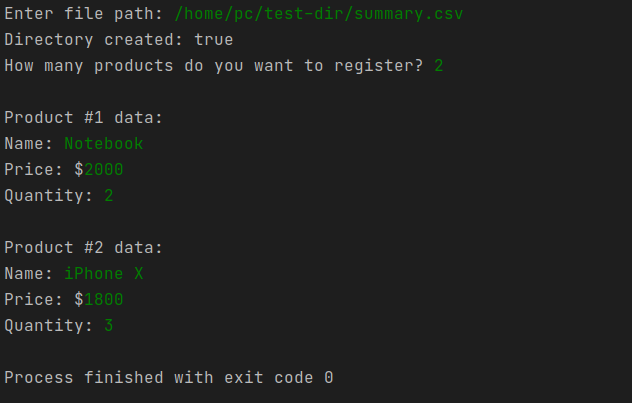 Enter file path: /home/pc/test-dir/summary.csv
Directory created: true
How many products do you want to register? 2
Product #1 data:
Name: Notebook
Price: $2000
Quantity: 2
Product #2 data:
Name: iPhone X
Price: $1800
Quantity: 3
Process finished with exit code 0